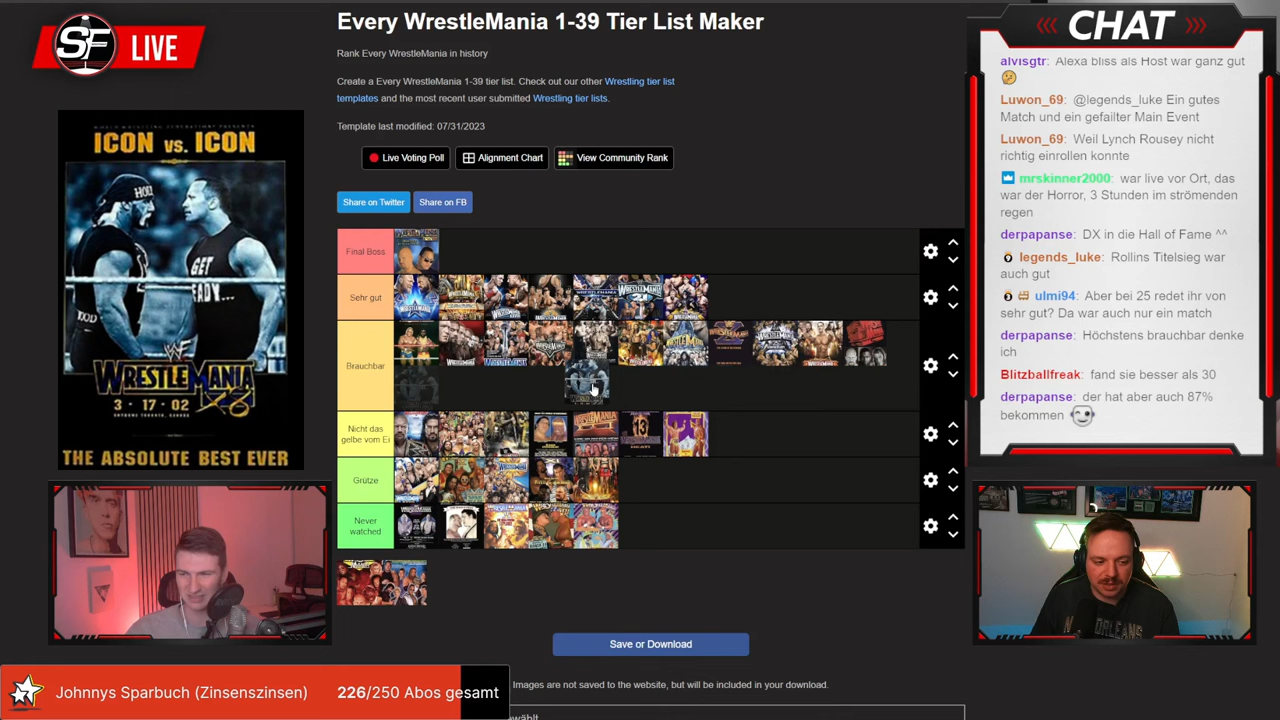 SF LIVE
Every WrestleMania 1-39 Tier List Maker
Rank Every WrestleMania in history
Create a Every WrestleMania 1-39 tier list. Check out our other Wrestling tier list
templates and the most recent user submitted Wrestling tier lists.
Template last modified: 07/31/2023
Live Voting Poll
Alignment Chart
View Community Rank
Share on Twitter
Share on FB
ICON vs. ICON
HOLLY
GET
READY...
WRESTLEMANIA
X8
3 · 17 · 02
THE ABSOLUTE BEST EVER
Final Boss
Sehr gut
Brauchbar
Nicht das
gelbe vom Ei
Grütze
Never
watched
Save or Download
Images are not saved to the website, but will be included in your download.
ewählt
CHAT
alvisgtr: Alexa bliss als Host war ganz gut
Luwon_69: @legends_luke Ein gutes
Match und ein gefailter Main Event
Luwon_69: Weil Lynch Rousey nicht
richtig einrollen konnte
mrskinner2000: war live vor Ort, das
war der Horror, 3 Stunden im strömenden
regen
derpapanse: DX in die Hall of Fame ^^
legends_luke: Rollins Titelsieg war
auch gut
ulmi94: Aber bei 25 redet ihr von
sehr gut? Da war auch nur ein match
derpapanse: Höchstens brauchbar denke
ich
Blitzballfreak: fand sie besser als 30
derpapanse: der hat aber auch 87%
bekommen
Johnnys Sparbuch (Zinsenszinsen)
226/250 Abos gesamt